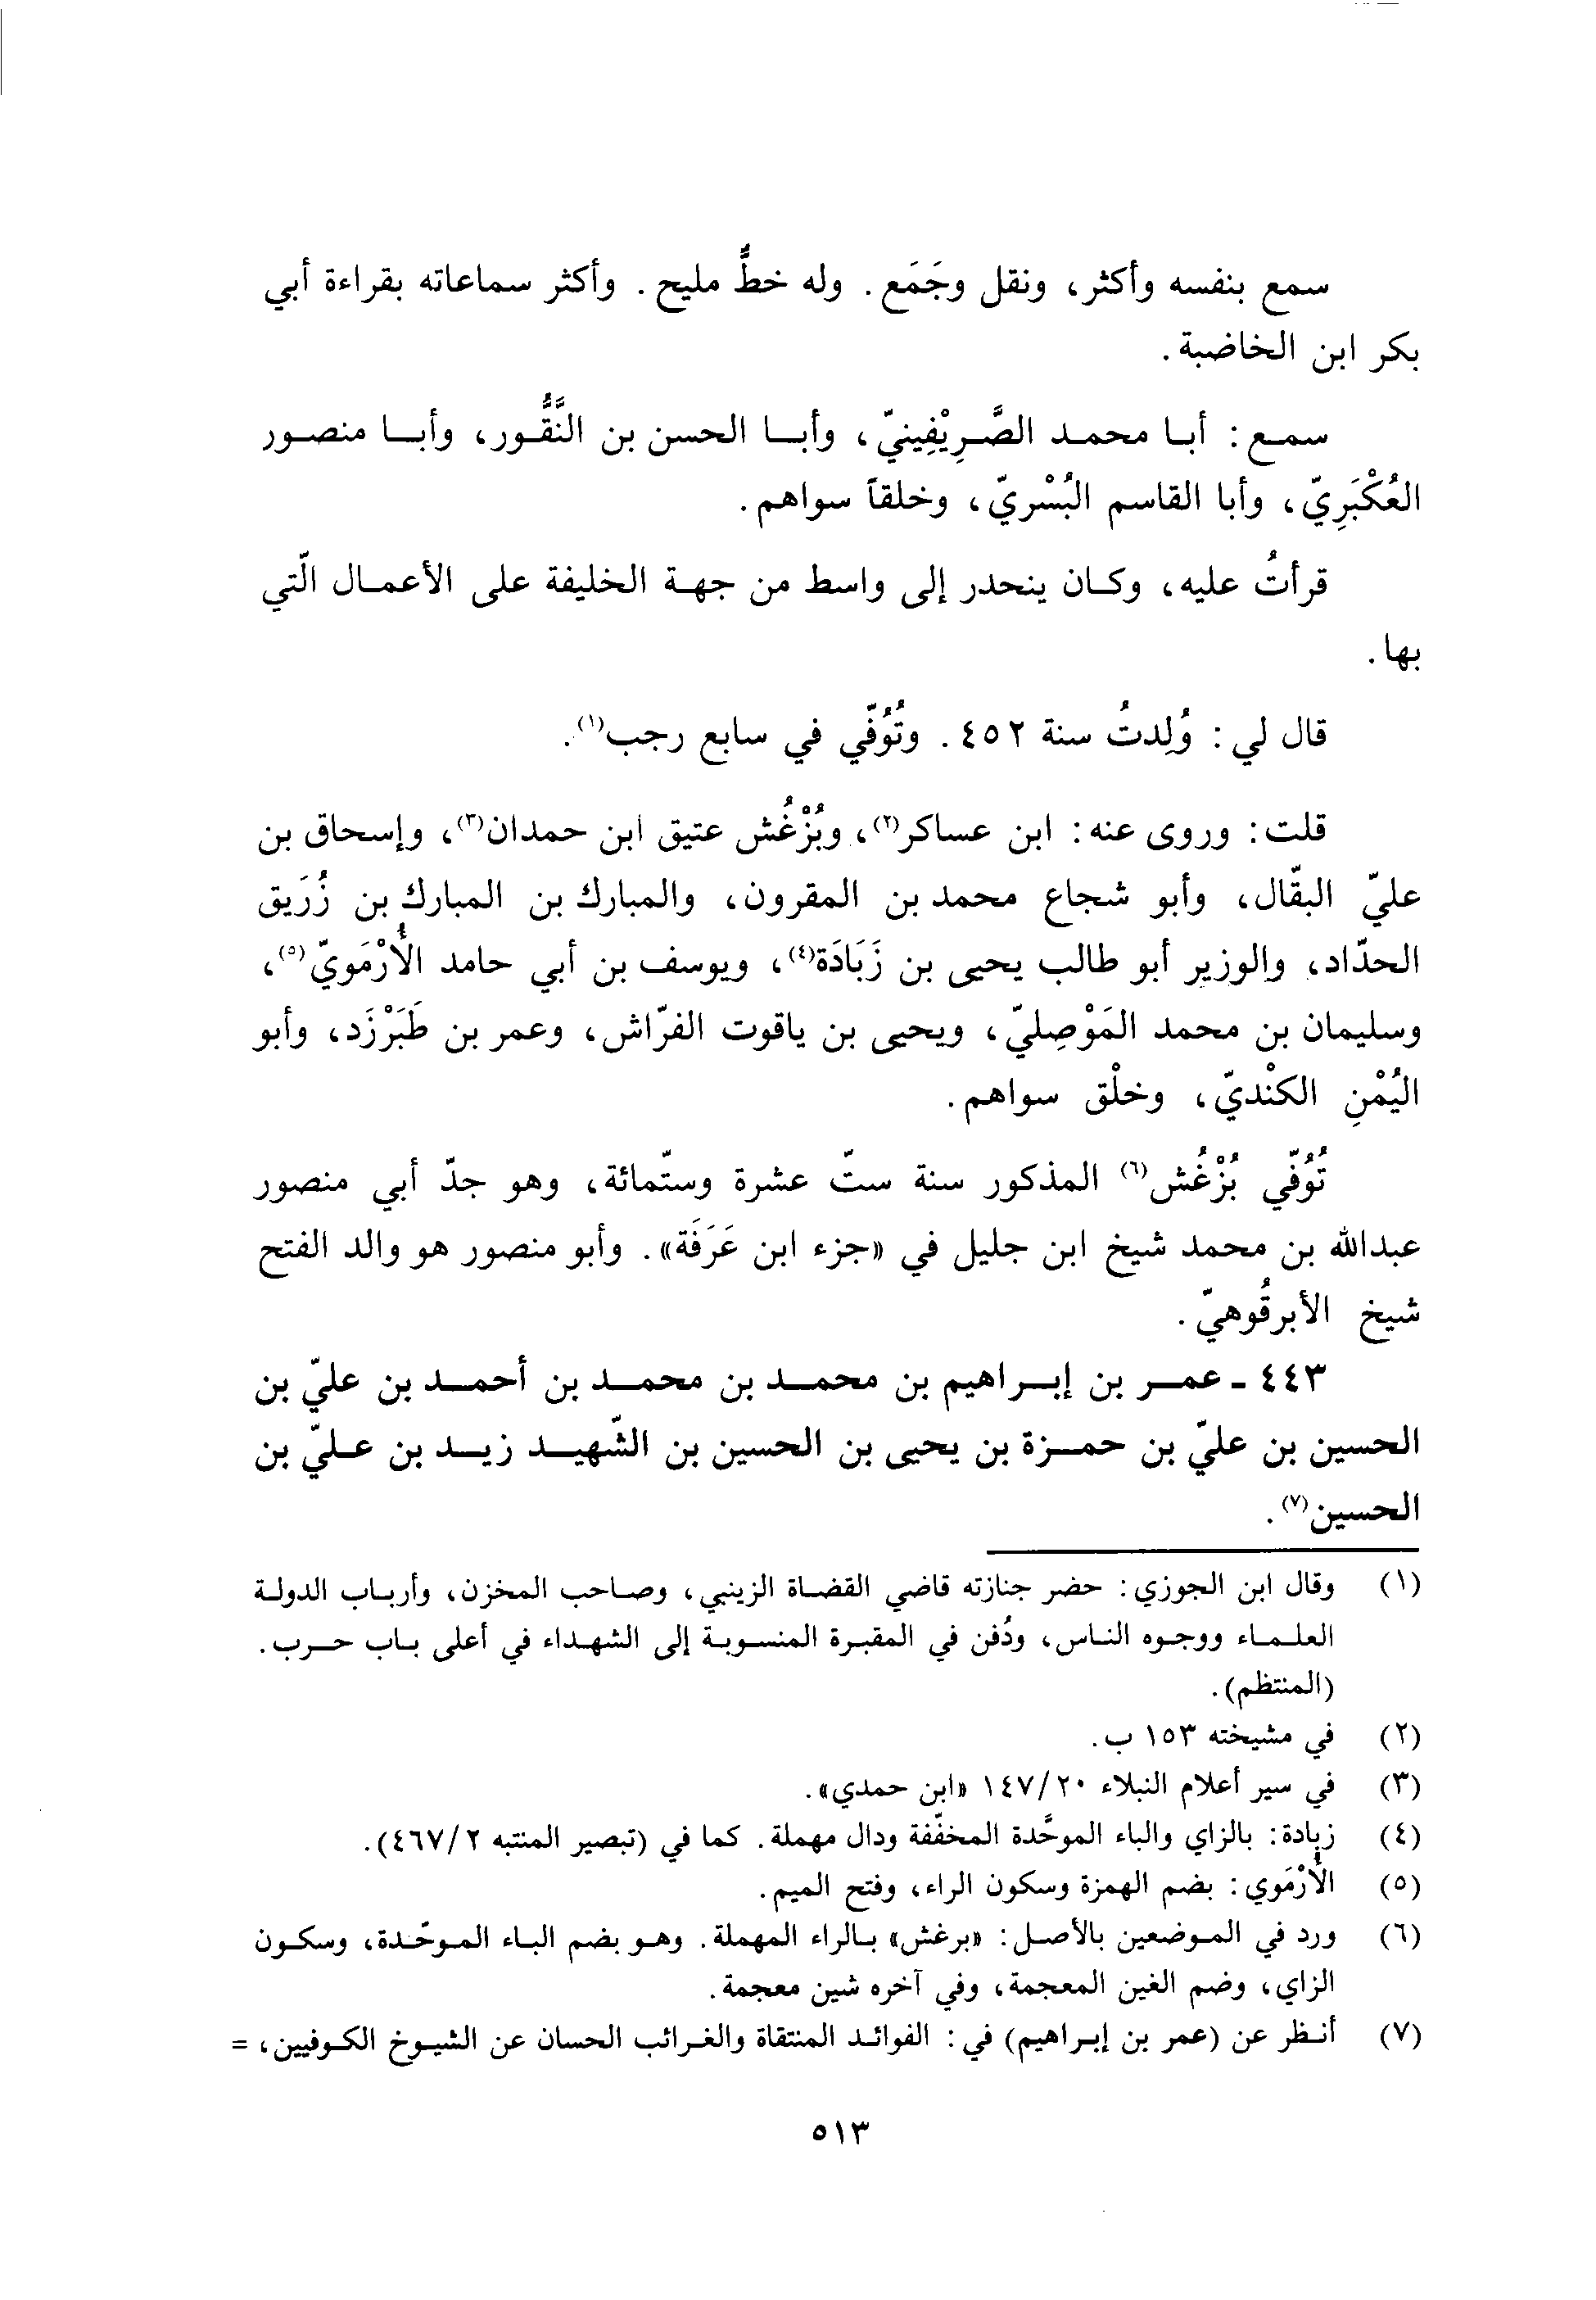 سمع بنفسه وأكثر، ونقل وجَمَع. وله خطٌّ مليح. وأكثر سماعاته بقراءة أبي
بكر ابن الخاضبة.
سمع: أبا محمد الصَّرِيْفِينيّ، وأبا الحسن بن النَّقُّور، وأبا منصور
العُكْبَرِيّ، وأبا القاسم البُسْريّ، وخلقاً سواهم.
قرأتُ عليه، وكان ينحدر إلى واسط من جهة الخليفة على الأعمال الّتي
بها.
قال لي: وُلِدتُ سنة ٤٥٢. وتُوُفّي في سابع رجب(١).
قلت: وروى عنه: ابن عساكر(٢)، وبُزْغُش عتيق ابن حمدان(٣)، وإسحاق بن
عليّ البقّال، وأبو شجاع محمد بن المقرون، والمبارك بن المبارك بن زُرَيق
الحدّاد، والوزير أبو طالب يحيى بن زَبَادَة(٤)، ويوسف بن أبي حامد الأُرْمَويّ(٥)،
وسليمان بن محمد المَوْصِليّ، ويحيى بن ياقوت الفرّاش، وعمر بن طَبَرْزَد، وأبو
اليُمْنِ الكنْديّ، وخلْق سواهم.
تُوُفّي بُزْغُش(٦) المذكور سنة ستّ عشرة وستّمائة، وهو جدّ أبي منصور
عبدالله بن محمد شيخ ابن جليل في «جزء ابن عَرَفَة». وأبو منصور هو والد الفتح
شيخ الأبرقُوهيّ.
٤٤٣ - عمر بن إبراهيم بن محمد بن محمد بن أحمد بن عليّ بن
الحسين بن عليّ بن حمزة بن يحيى بن الحسين بن الشّهيد زيد بن عليّ بن
الحسين(٧).
(١) وقال ابن الجوزي: حضر جنازته قاضي القضاة الزينبي، وصاحب المخزن، وأرباب الدولة
العلماء ووجوه الناس، ودُفن في المقبرة المنسوبة إلى الشهداء في أعلى باب حرب.
(المنتظم).
(٢) في مشيخته ١٥٣ ب.
(٣) في سير أعلام النبلاء ١٤٧/٢٠ «ابن حمدي».
(٤) زبادة: بالزاي والباء الموحَّدة المخفّفة ودال مهملة. كما في (تبصير المنتبه ٤٦٧/٢).
(٥) الأُرْمَوي: بضم الهمزة وسكون الراء، وفتح الميم.
(٦) ورد في الموضعين بالأصل: «برغش» بالراء المهملة. وهو بضم الباء الموحّدة، وسكون
الزاي، وضم الغين المعجمة، وفي آخره شين معجمة.
(٧) أنظر عن (عمر بن إبراهيم) في: الفوائد المنتقاة والغرائب الحسان عن الشيوخ الكوفيين، =
٥١٣